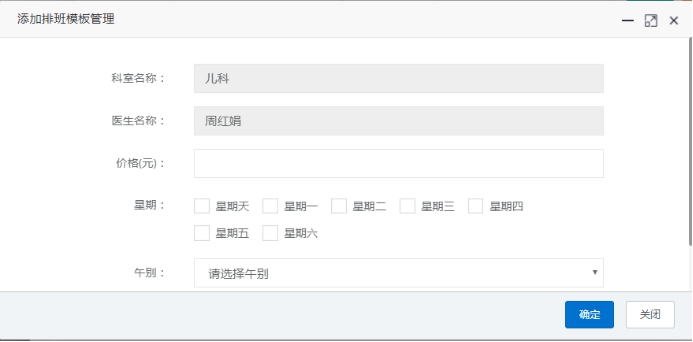 添加排班模板管理
科室名称： 儿科
医生名称： 周红娟
价格(元)：
星期： 星期天 星期一 星期二 星期三 星期四
星期五 星期六
午别： 请选择午别
确定 关闭